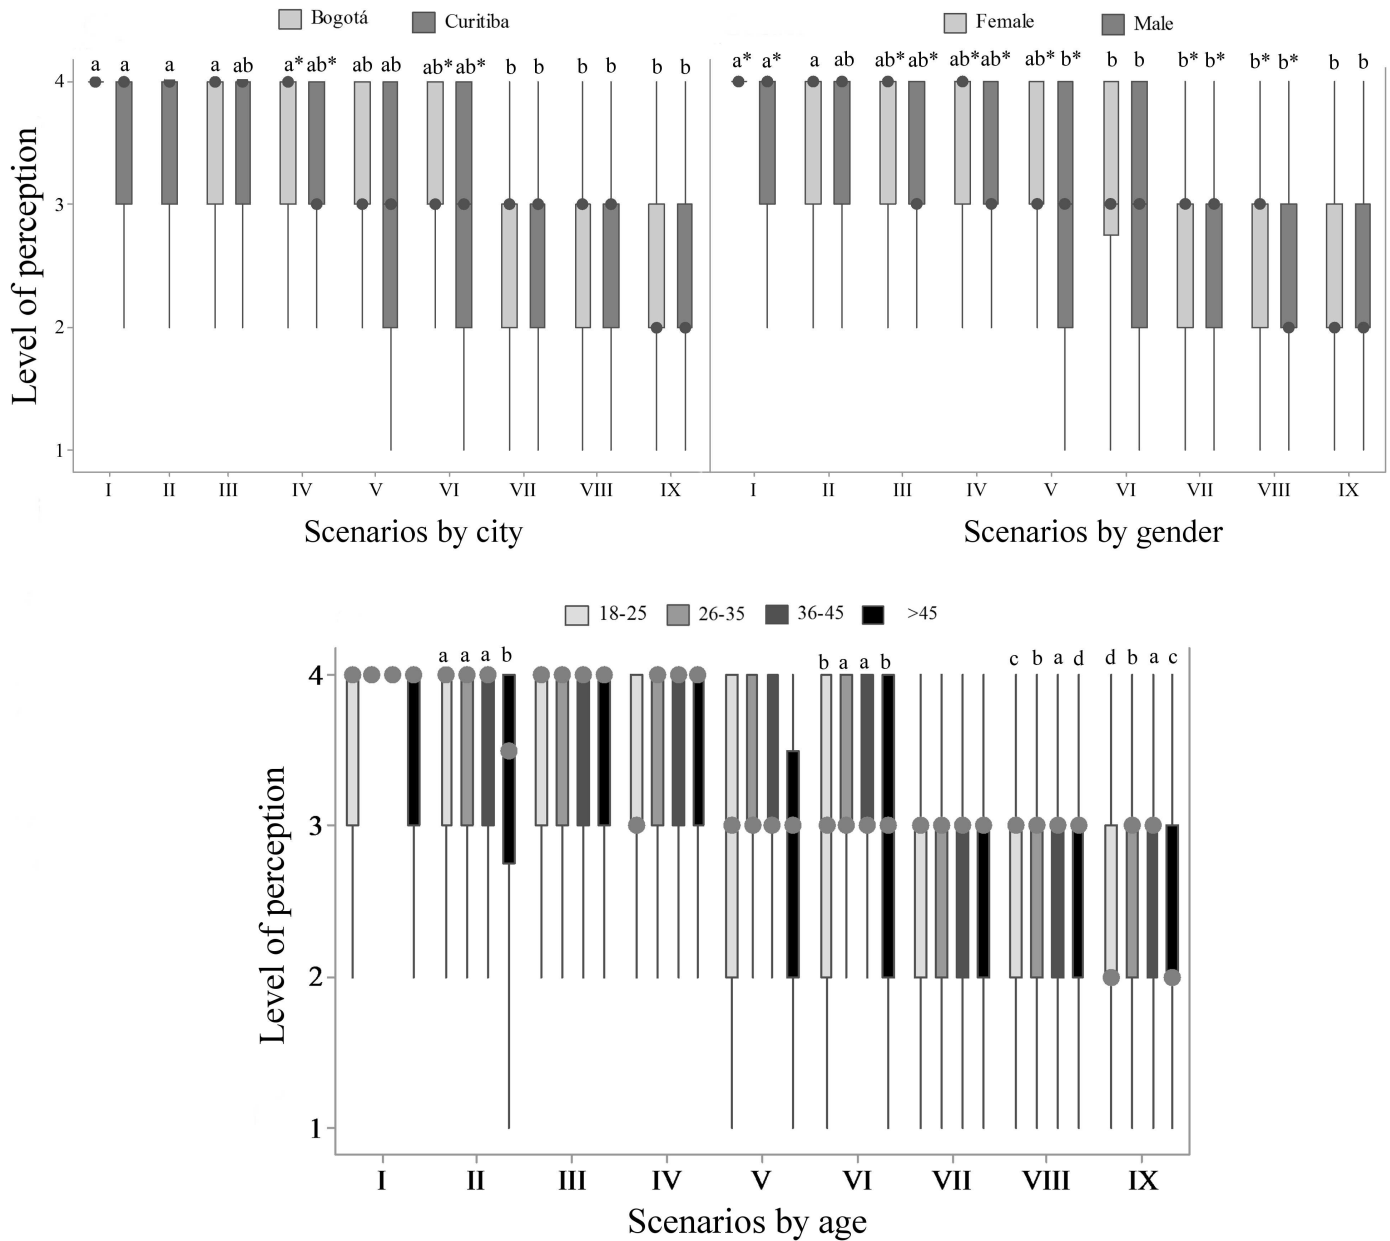 Bogotá Curitiba
Female Male
a a a a ab a* ab* ab ab ab* ab* b b b b b b
a* a* a ab ab* ab* ab* ab* ab* b* b b b* b* b* b* b b
Level of perception
4
3
2
1
I II III IV V VI VII VIII IX
I II III IV V VI VII VIII IX
Scenarios by city
Scenarios by gender
18-25 26-35 36-45 >45
a a a b b a a b c b a d d b a c
Level of perception
4
3
2
1
I II III IV V VI VII VIII IX
Scenarios by age